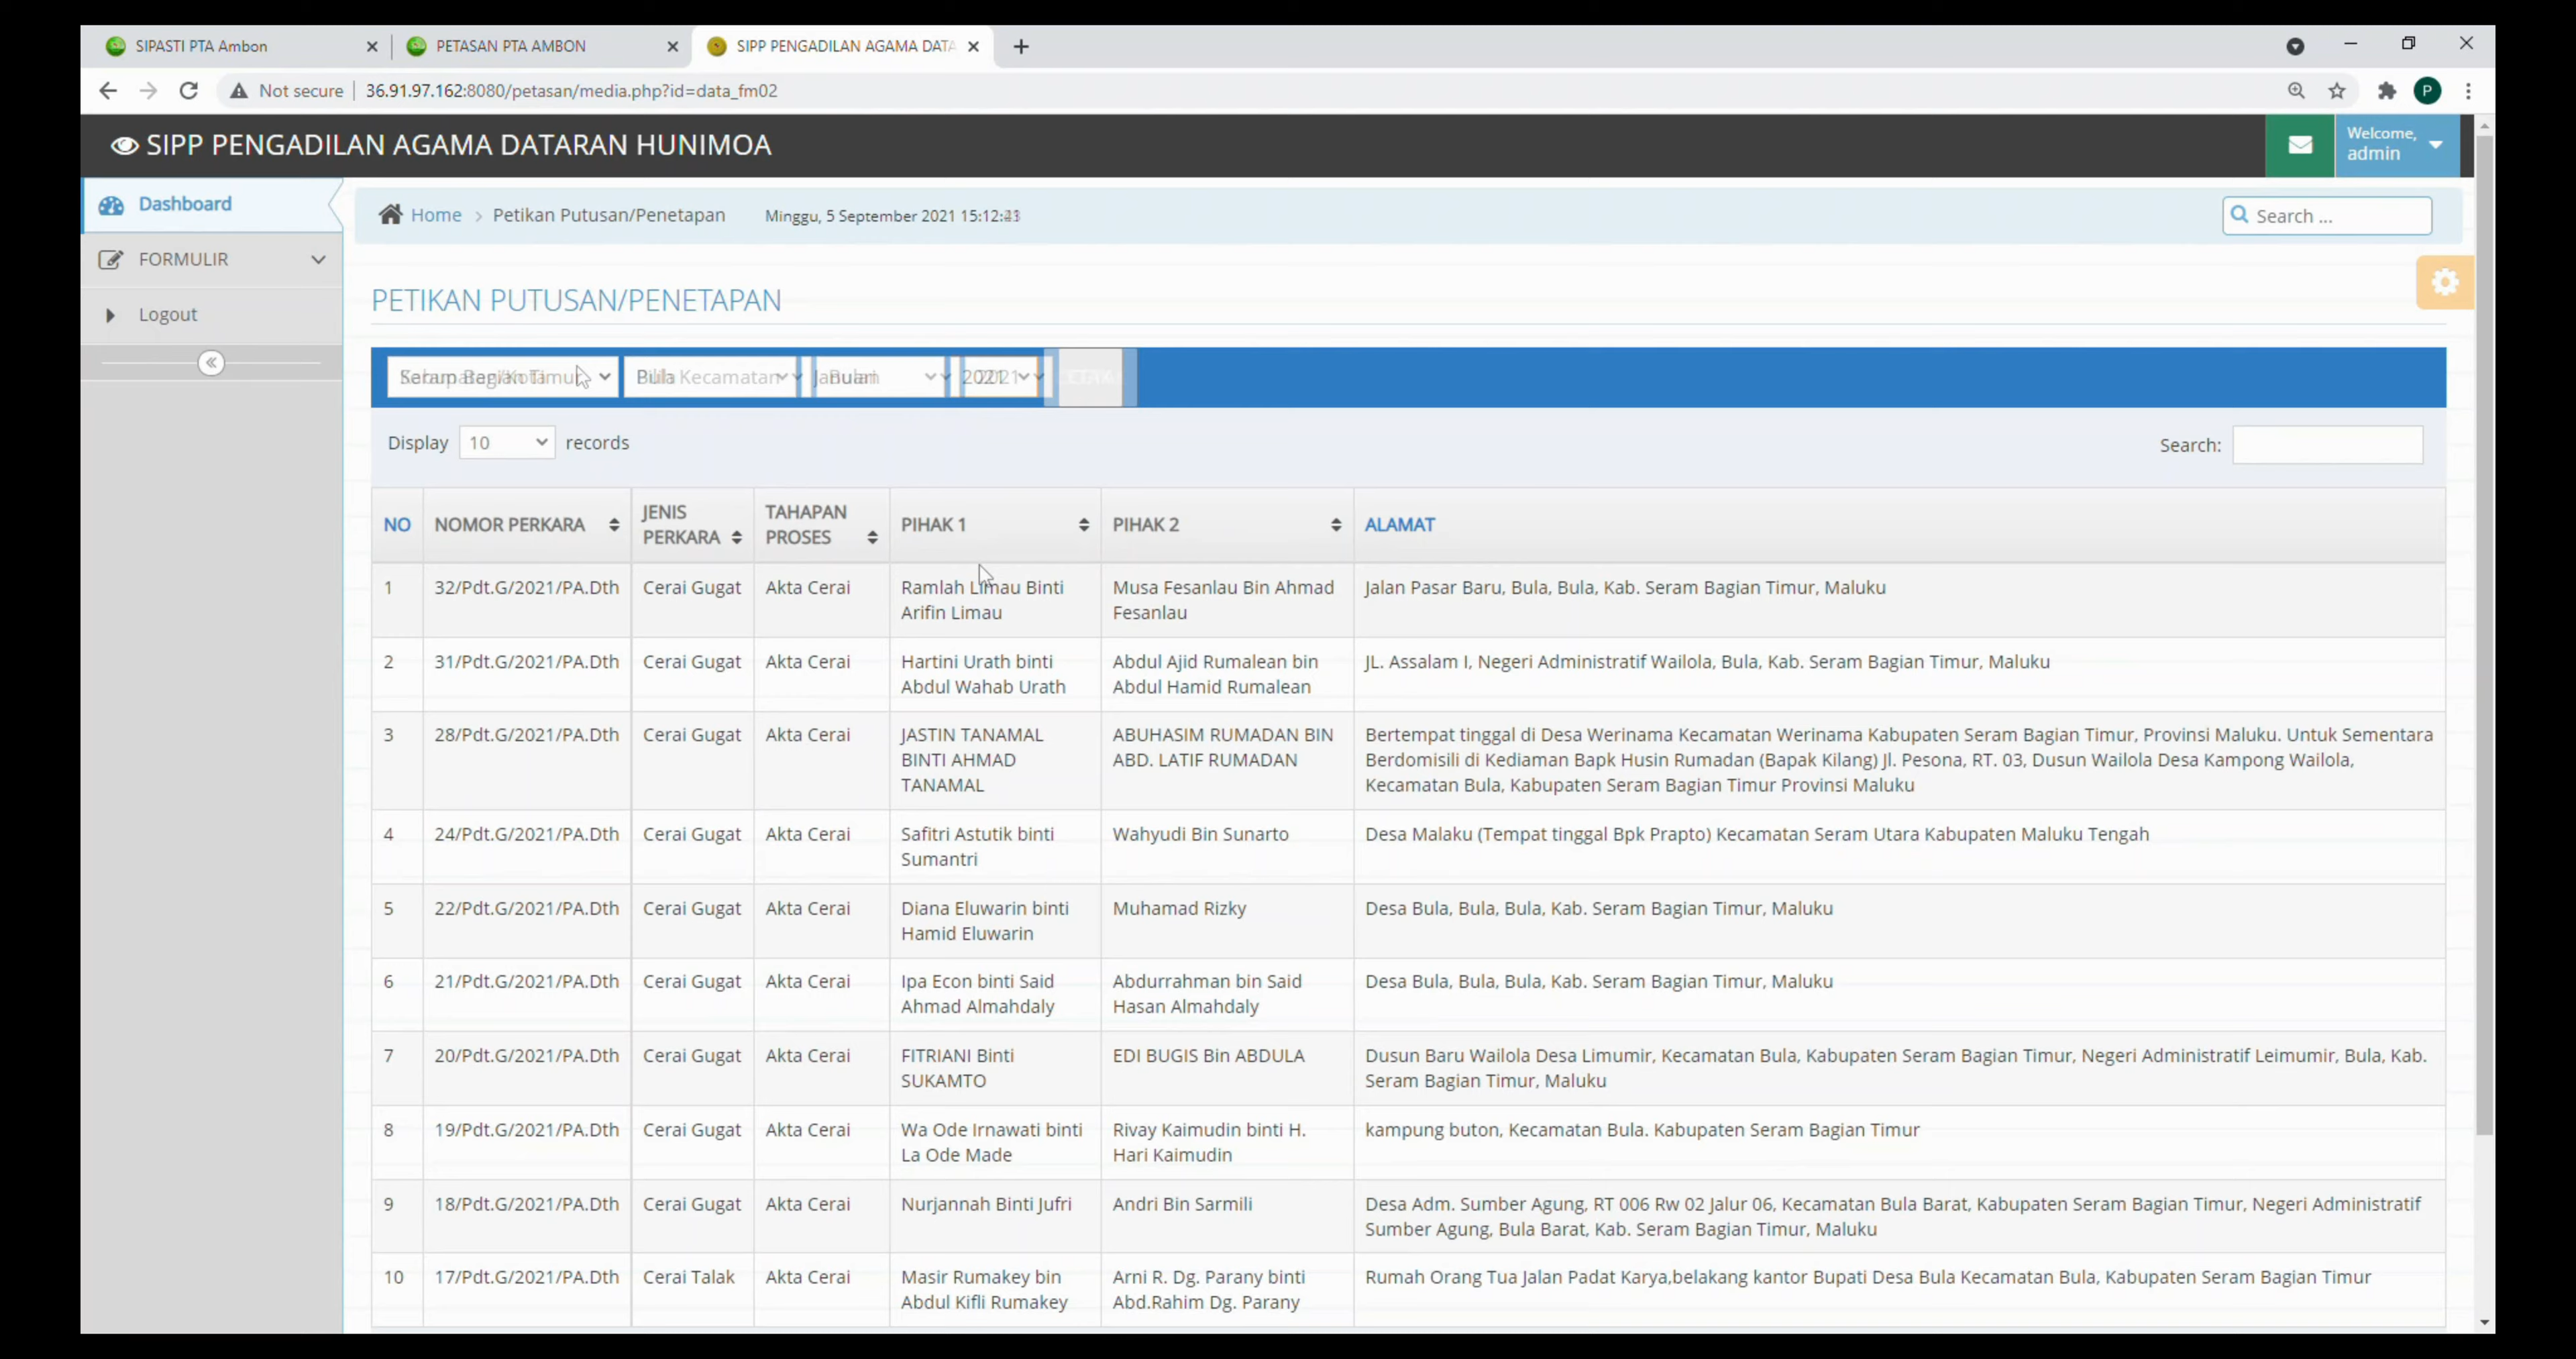 SIPASTI PTA Ambon
PETASAN PTA AMBON
SIPP PENGADILAN AGAMA DATA
Not secure
36.91.97.162:8080/petasan/media.php?id=data_fm02
P
SIPP PENGADILAN AGAMA DATARAN HUNIMOA
Welcome,
admin
Dashboard
FORMULIR
Logout
Home > Petikan Putusan/Penetapan
Minggu, 5 September 2021 15:12:
Search ...
PETIKAN PUTUSAN/PENETAPAN
Bula Kecamatan
2021
Display 10 records
Search:
NO
NOMOR PERKARA
JENIS
PERKARA
TAHAPAN
PROSES
PIHAK 1
PIHAK 2
ALAMAT
1
32/Pdt.G/2021/PA.Dth
Cerai Gugat
Akta Cerai
Ramlah Limau Binti
Arifin Limau
Musa Fesanlau Bin Ahmad
Fesanlau
Jalan Pasar Baru, Bula, Bula, Kab. Seram Bagian Timur, Maluku
2
31/Pdt.G/2021/PA.Dth
Cerai Gugat
Akta Cerai
Hartini Urath binti
Abdul Wahab Urath
Abdul Ajid Rumalean bin
Abdul Hamid Rumalean
JL. Assalam I, Negeri Administratif Wailola, Bula, Kab. Seram Bagian Timur, Maluku
3
28/Pdt.G/2021/PA.Dth
Cerai Gugat
Akta Cerai
JASTIN TANAMAL
BINTI AHMAD
TANAMAL
ABUHASIM RUMADAN BIN
ABD. LATIF RUMADAN
Bertempat tinggal di Desa Werinama Kecamatan Werinama Kabupaten Seram Bagian Timur, Provinsi Maluku. Untuk Sementara
Berdomisili di Kediaman Bapk Husin Rumadan (Bapak Kilang) Jl. Pesona, RT. 03, Dusun Wailola Desa Kampong Wailola,
Kecamatan Bula, Kabupaten Seram Bagian Timur Provinsi Maluku
4
24/Pdt.G/2021/PA.Dth
Cerai Gugat
Akta Cerai
Safitri Astutik binti
Sumantri
Wahyudi Bin Sunarto
Desa Malaku (Tempat tinggal Bpk Prapto) Kecamatan Seram Utara Kabupaten Maluku Tengah
5
22/Pdt.G/2021/PA.Dth
Cerai Gugat
Akta Cerai
Diana Eluwarin binti
Hamid Eluwarin
Muhamad Rizky
Desa Bula, Bula, Bula, Kab. Seram Bagian Timur, Maluku
6
21/Pdt.G/2021/PA.Dth
Cerai Gugat
Akta Cerai
Ipa Econ binti Said
Ahmad Almahdaly
Abdurrahman bin Said
Hasan Almahdaly
Desa Bula, Bula, Bula, Kab. Seram Bagian Timur, Maluku
7
20/Pdt.G/2021/PA.Dth
Cerai Gugat
Akta Cerai
FITRIANI Binti
SUKAMTO
EDI BUGIS Bin ABDULA
Dusun Baru Wailola Desa Limumir, Kecamatan Bula, Kabupaten Seram Bagian Timur, Negeri Administratif Leimumir, Bula, Kab.
Seram Bagian Timur, Maluku
8
19/Pdt.G/2021/PA.Dth
Cerai Gugat
Akta Cerai
Wa Ode Irnawati binti
La Ode Made
Rivay Kaimudin binti H.
Hari Kaimudin
kampung buton, Kecamatan Bula. Kabupaten Seram Bagian Timur
9
18/Pdt.G/2021/PA.Dth
Cerai Gugat
Akta Cerai
Nurjannah Binti Jufri
Andri Bin Sarmili
Desa Adm. Sumber Agung, RT 006 Rw 02 Jalur 06, Kecamatan Bula Barat, Kabupaten Seram Bagian Timur, Negeri Administratif
Sumber Agung, Bula Barat, Kab. Seram Bagian Timur, Maluku
10
17/Pdt.G/2021/PA.Dth
Cerai Talak
Akta Cerai
Masir Rumakey bin
Abdul Kifli Rumakey
Arni R. Dg. Parany binti
Abd.Rahim Dg. Parany
Rumah Orang Tua Jalan Padat Karya,belakang kantor Bupati Desa Bula Kecamatan Bula, Kabupaten Seram Bagian Timur